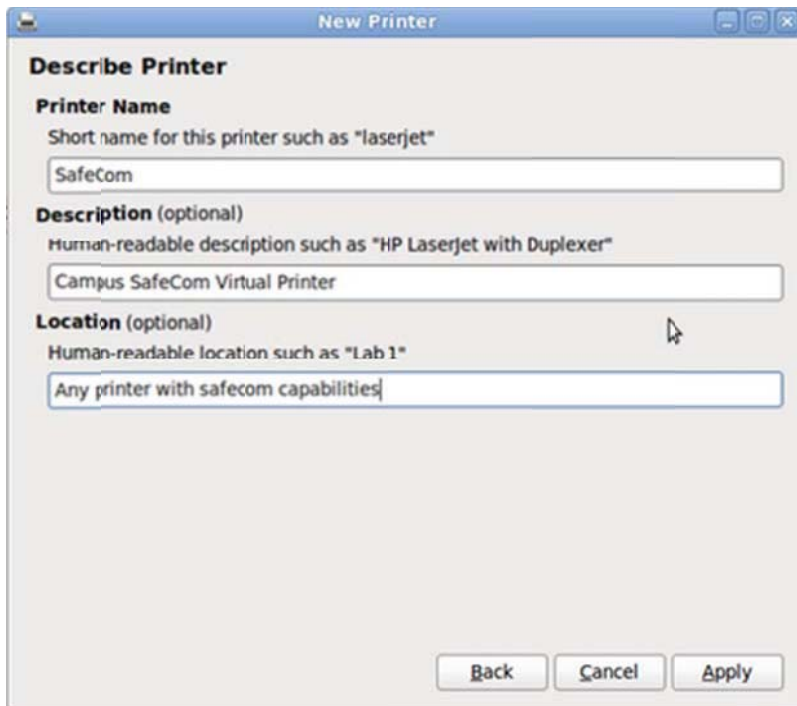 New Printer
Describe Printer
Printer Name
Short name for this printer such as "laserjet"
SafeCom
Description (optional)
Human-readable description such as "HP LaserJet with Duplexer"
Campus SafeCom Virtual Printer
Location (optional)
Human-readable location such as "Lab 1"
Any printer with safecom capabilities
Back Cancel Apply